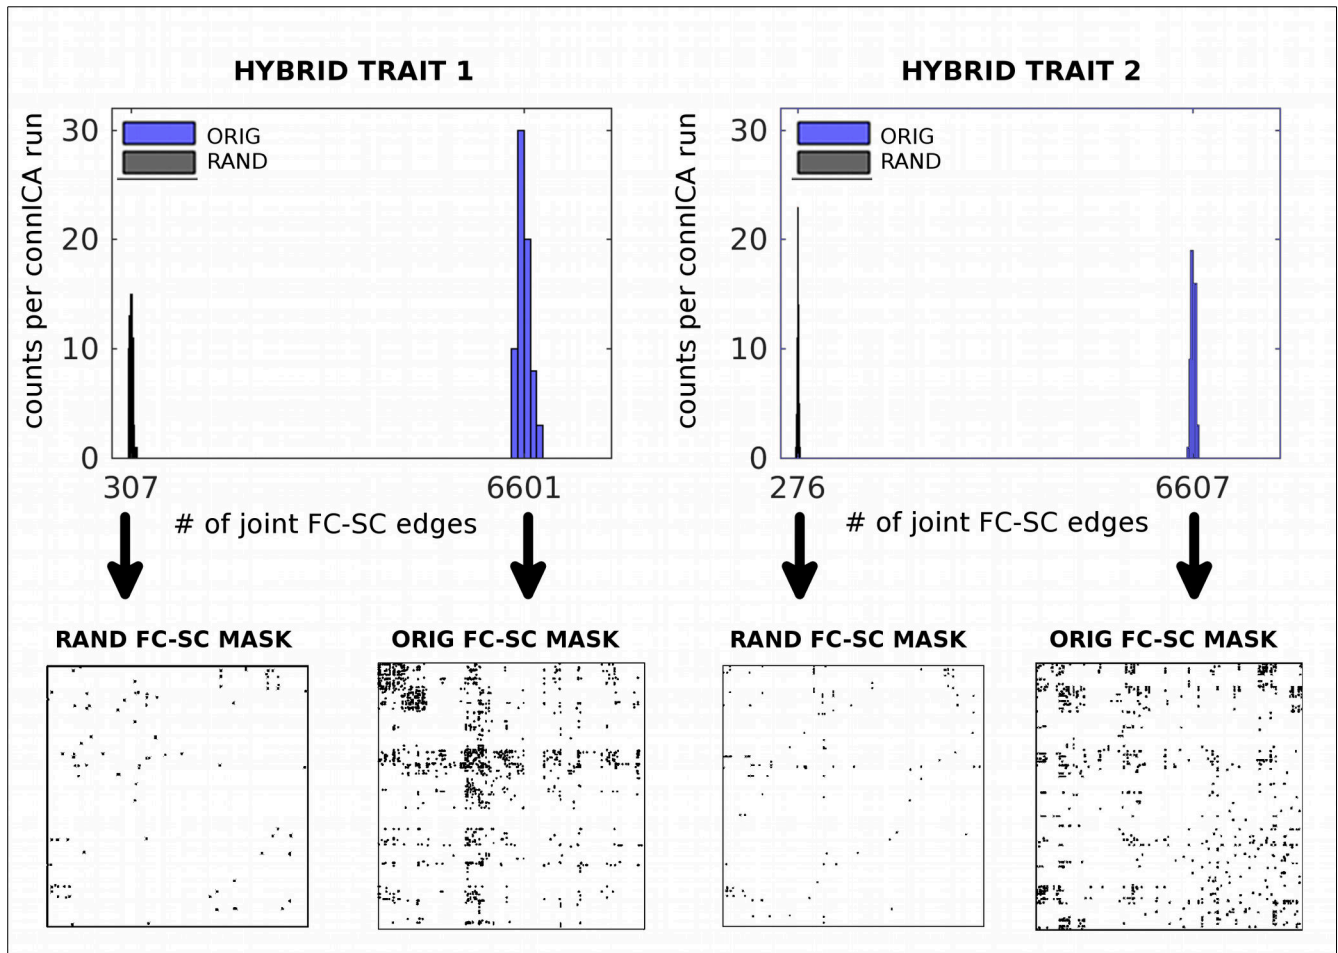 HYBRID TRAIT 1
counts per connICA run
30
20
10
0
ORIG
RAND
307
6601
# of joint FC-SC edges
RAND FC-SC MASK
ORIG FC-SC MASK
HYBRID TRAIT 2
counts per connICA run
30
20
10
0
ORIG
RAND
276
6607
# of joint FC-SC edges
RAND FC-SC MASK
ORIG FC-SC MASK